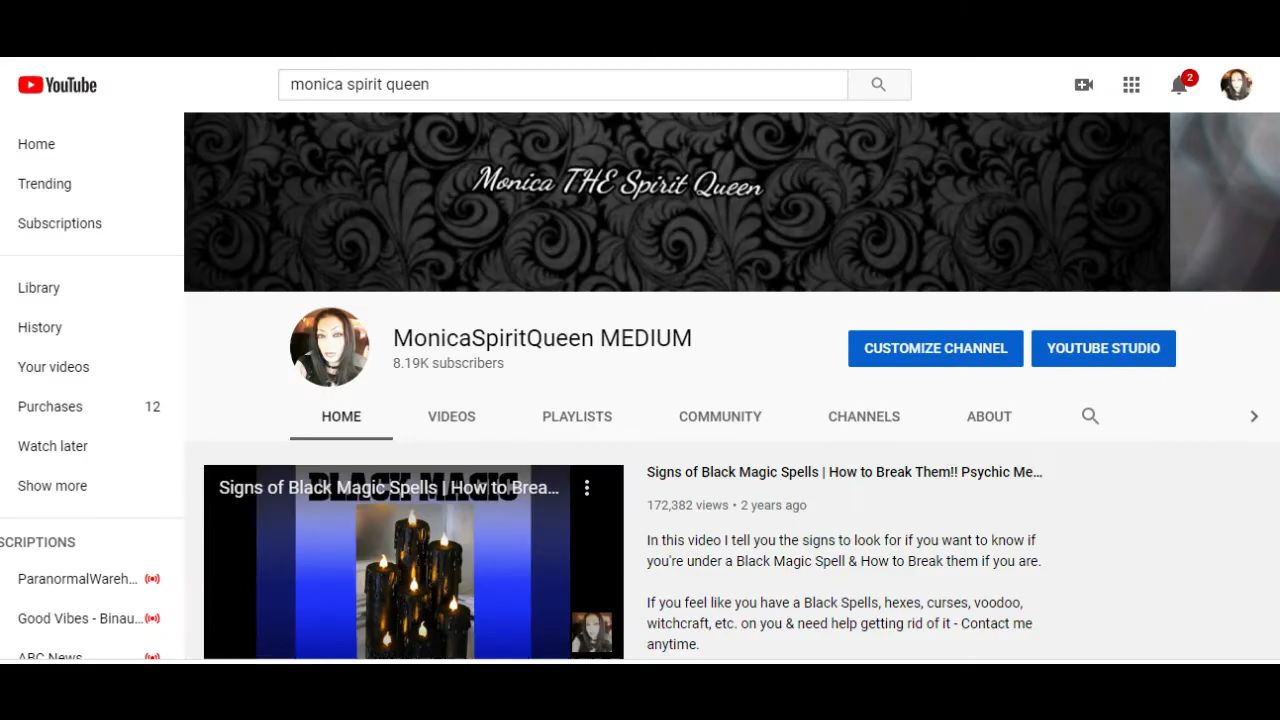 YouTube
monica spirit queen
2
Home
Trending
Subscriptions
Library
History
Your videos
Purchases 12
Watch later
Show more
SCRIPTIONS
ParanormalWareh...
Good Vibes - Binau...
ABC News
Monica THE Spirit Queen
MonicaSpiritQueen MEDIUM
8.19K subscribers
CUSTOMIZE CHANNEL
YOUTUBE STUDIO
HOME VIDEOS PLAYLISTS COMMUNITY CHANNELS ABOUT
BLACK MAGIC
Signs of Black Magic Spells | How to Brea...
Signs of Black Magic Spells | How to Break Them!! Psychic Me...
172,382 views • 2 years ago
In this video I tell you the signs to look for if you want to know if
you're under a Black Magic Spell & How to Break them if you are.
If you feel like you have a Black Spells, hexes, curses, voodoo,
witchcraft, etc. on you & need help getting rid of it - Contact me
anytime.